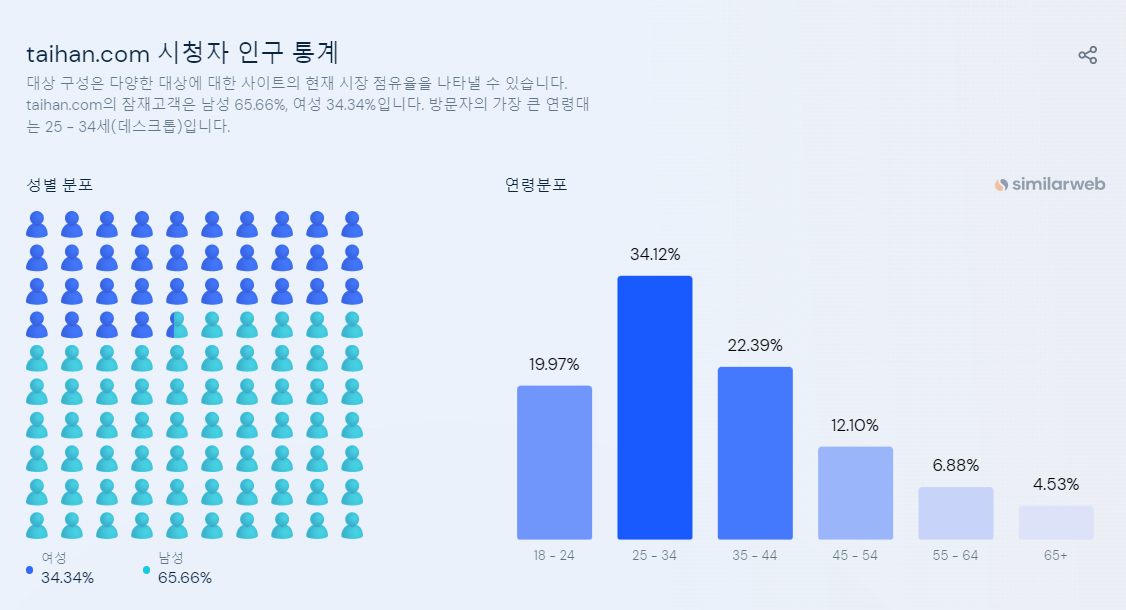 taihan.com 시청자 인구 통계
대상 구성은 다양한 대상에 대한 사이트의 현재 시장 점유율을 나타낼 수 있습니다.
taihan.com의 잠재고객은 남성 65.66%, 여성 34.34%입니다. 방문자의 가장 큰 연령대
는 25 - 34세(데스크톱)입니다.
성별 분포
여성
34.34%
남성
65.66%
연령분포
similarweb
19.97%
34.12%
22.39%
12.10%
6.88%
4.53%
18 - 24
25 - 34
35 - 44
45 - 54
55 - 64
65+